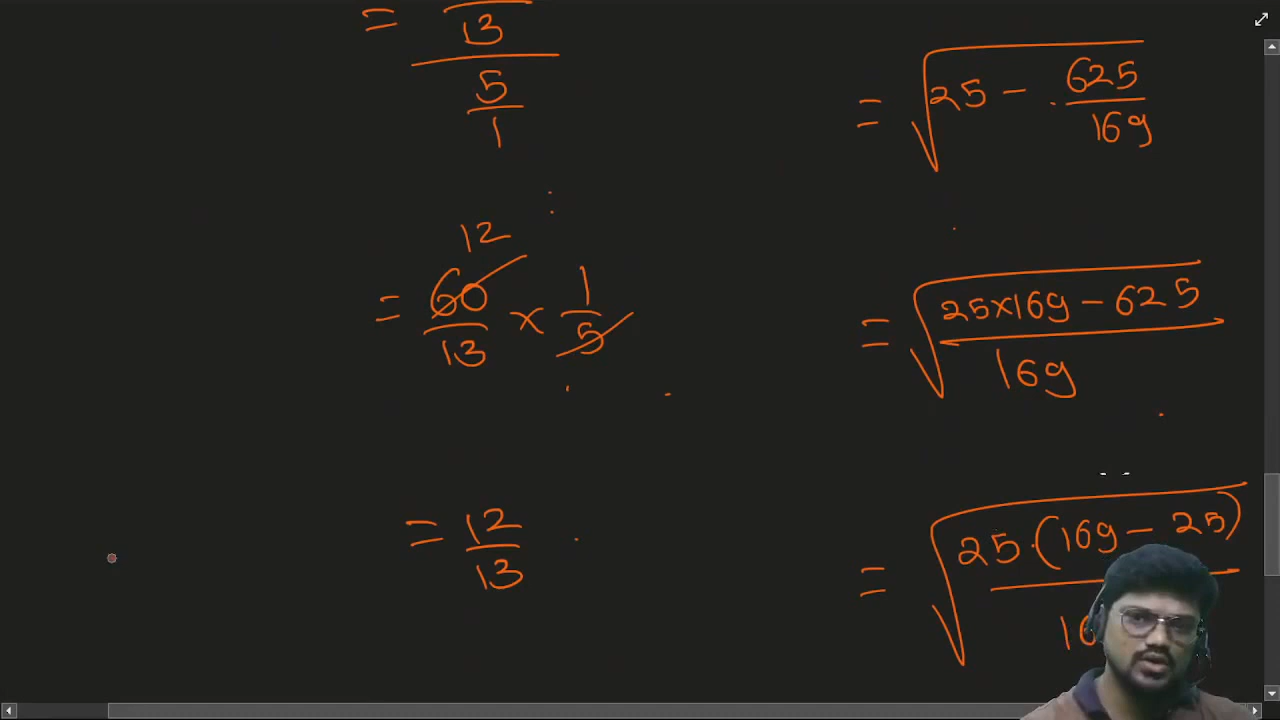 = /13
5/1
12
= 60/13 × 1/5
= 12/13
= √(25 − 625/169)
= √((25×169 − 625)/169)
= √(25·(169 − 25)/16